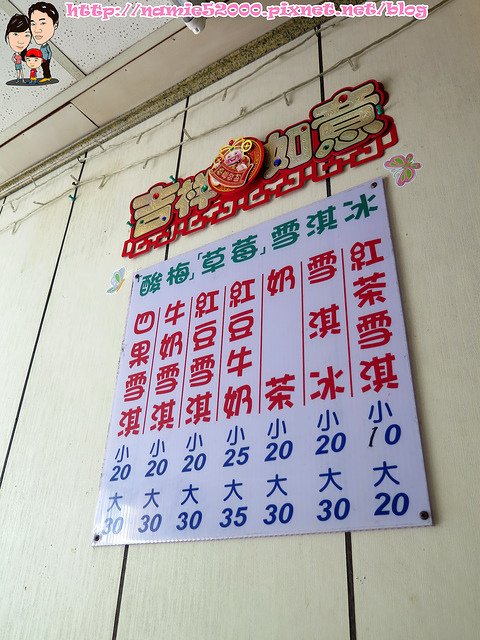 http://namie52000.pixnet.net/blog
吉祥如意
「酸梅」「草莓」雪淇冰
紅茶雪淇 小10 大20
雪淇冰 小20 大30
奶茶 小20 大30
紅豆牛奶 小25 大35
紅豆雪淇 小20 大30
牛奶雪淇 小20 大30
四果雪淇 小20 大30